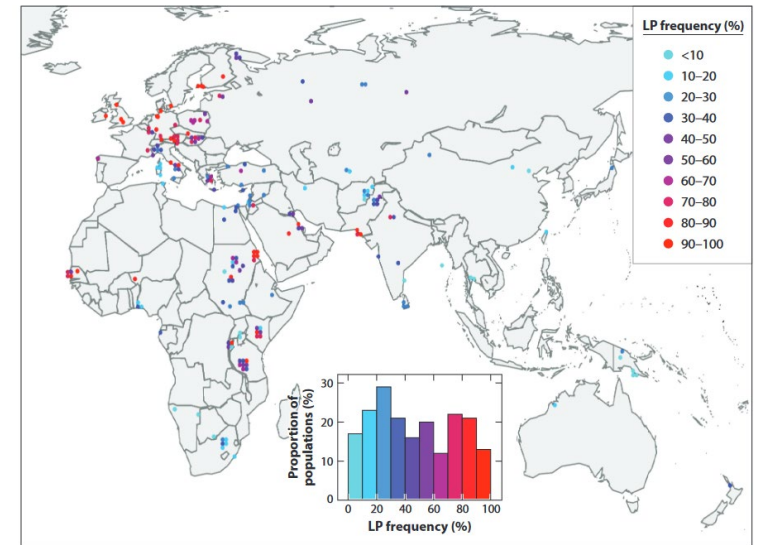 LP frequency (%)
<10
10–20
20–30
30–40
40–50
50–60
60–70
70–80
80–90
90–100
Proportion of
populations (%)
30
20
10
0
0 20 40 60 80 100
LP frequency (%)